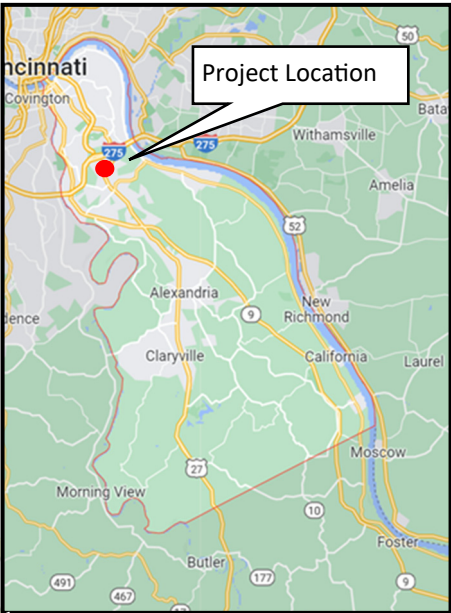 50
ncinnati
Covington
Project Location
Bata
275
275
Withamsville
Amelia
52
Alexandria
9
New
Richmond
dence
Claryville
California
Laurel
Moscow
27
Morning View
10
Foster
Butler
177
491
467
9